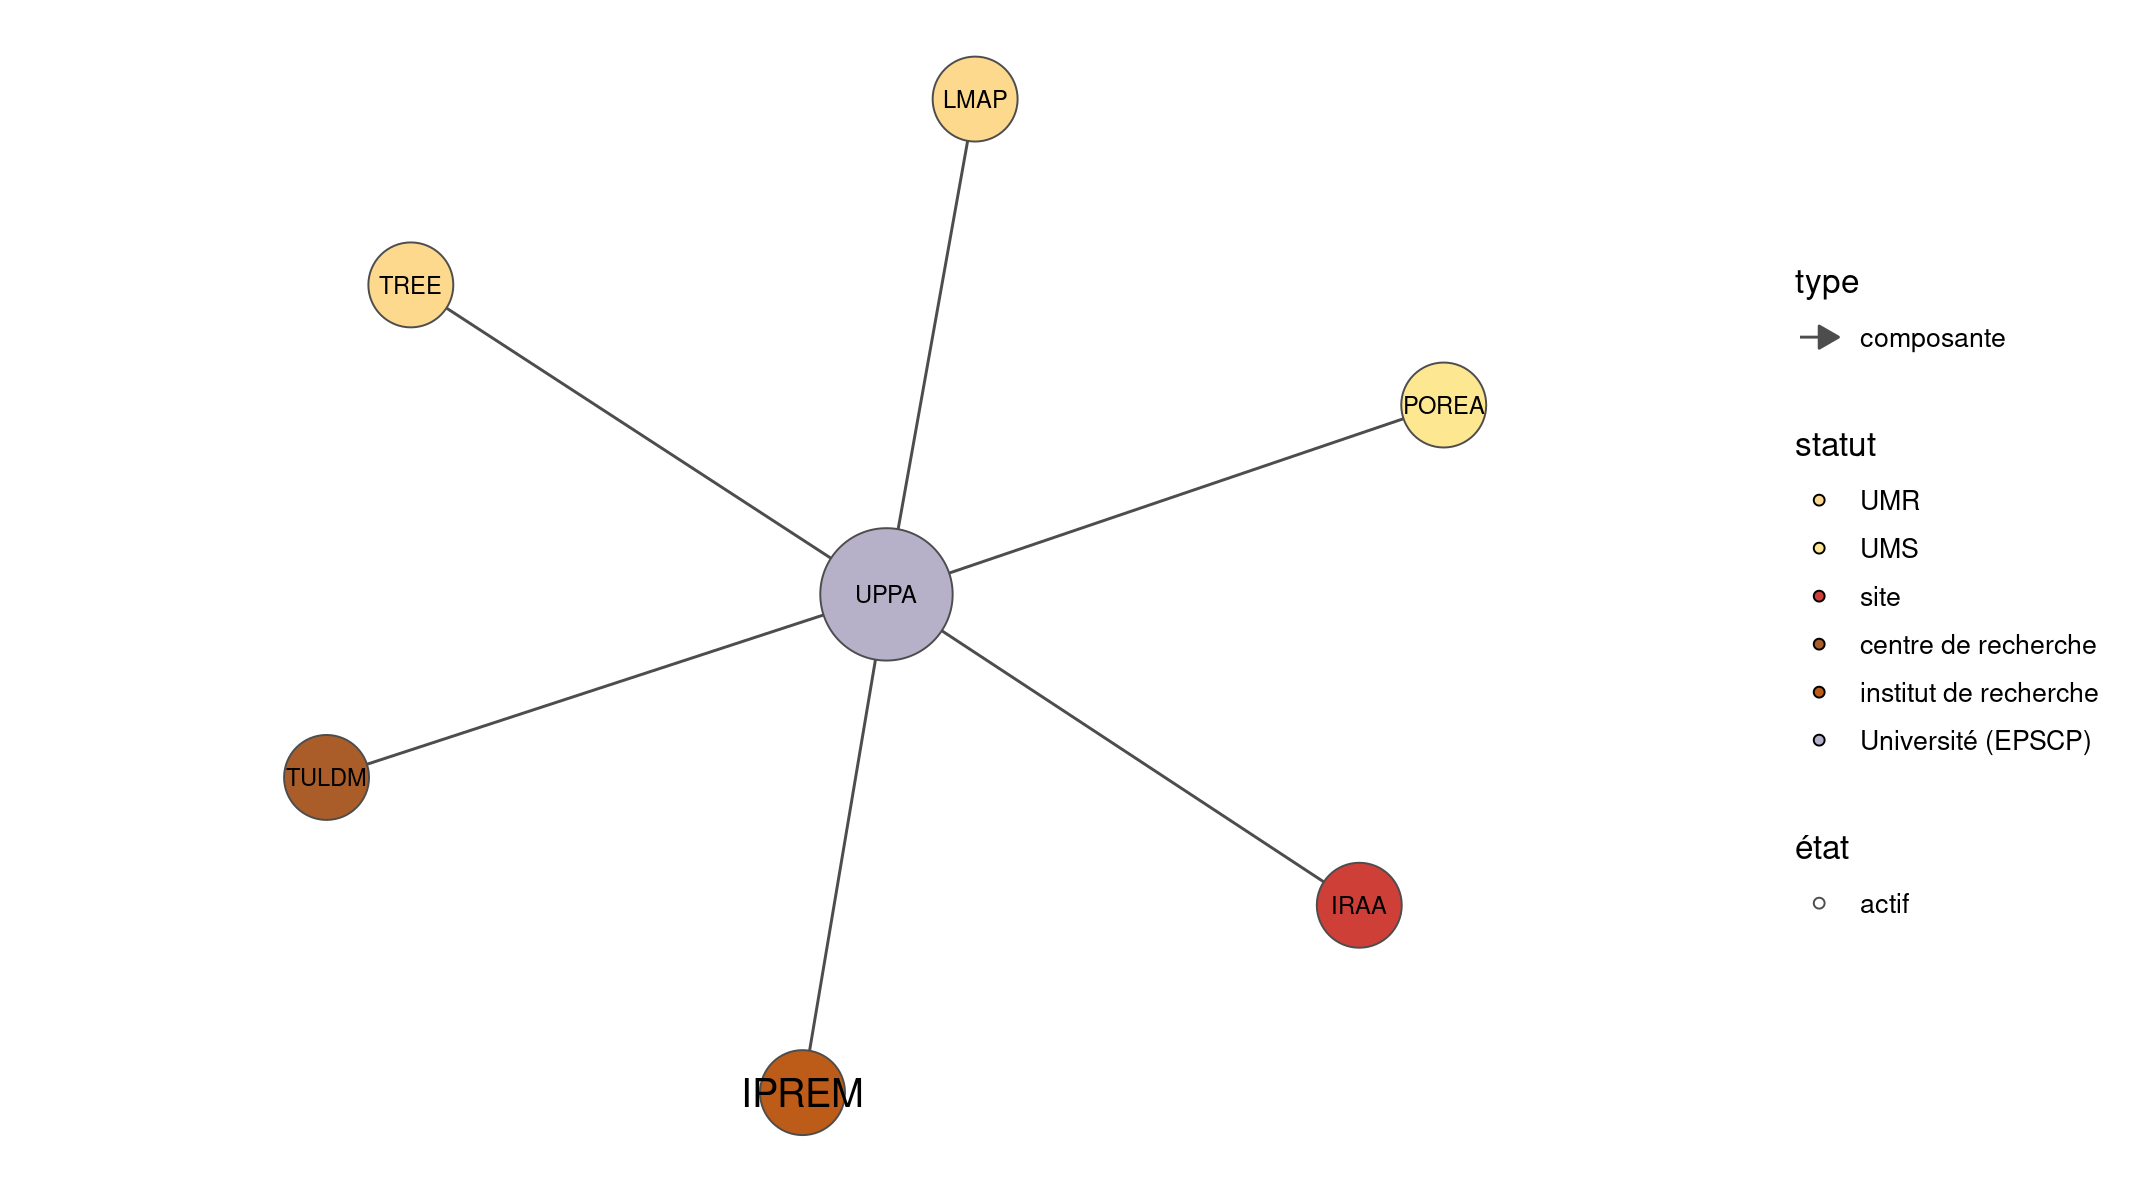 LMAP
TREE
POREA
UPPA
TULDM
IRAA
IPREM
type
composante
statut
UMR
UMS
site
centre de recherche
institut de recherche
Université (EPSCP)
état
actif